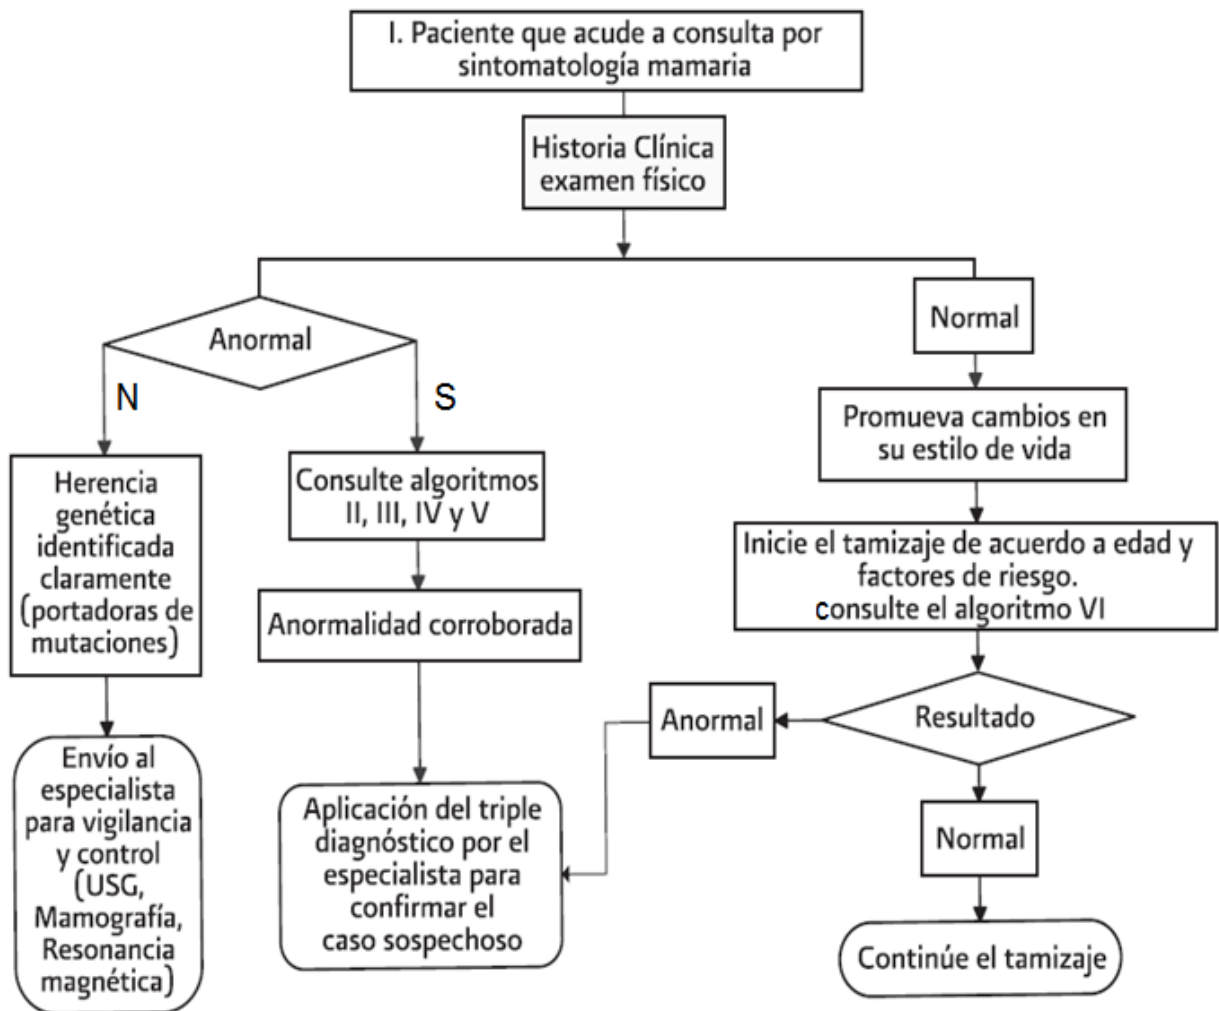 I. Paciente que acude a consulta por
sintomatología mamaria
Historia Clínica
examen físico
Anormal
Normal
N
S
Promueva cambios en
su estilo de vida
Herencia
genética
identificada
claramente
(portadoras de
mutaciones)
Consulte algoritmos
II, III, IV y V
Inicie el tamizaje de acuerdo a edad y
factores de riesgo.
consulte el algoritmo VI
Anormalidad corroborada
Resultado
Anormal
Envío al
especialista
para vigilancia
y control
(USG,
Mamografía,
Resonancia
magnética)
Aplicación del triple
diagnóstico por el
especialista para
confirmar el
caso sospechoso
Normal
Continúe el tamizaje